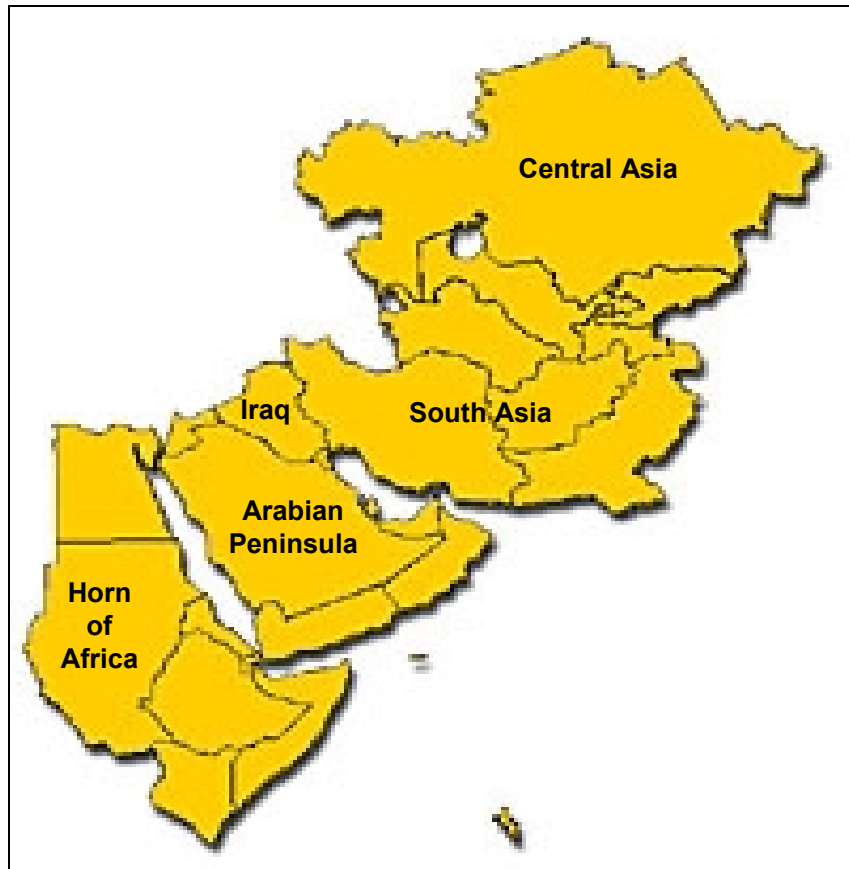 Central Asia
Iraq
South Asia
Arabian
Peninsula
Horn
of
Africa